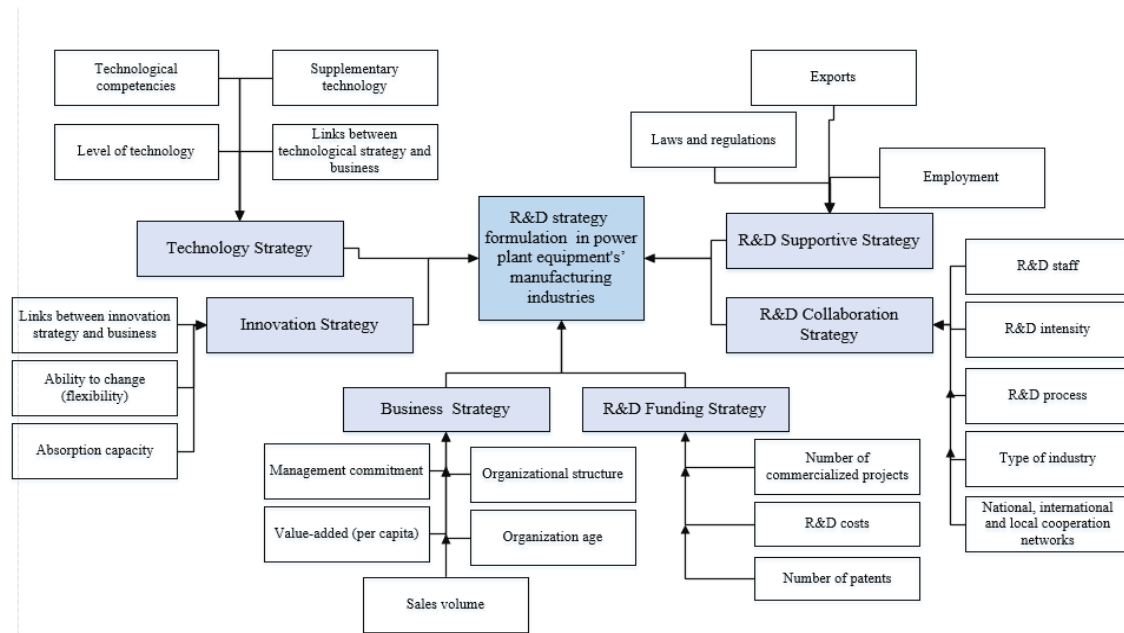 Technological
competencies
Supplementary
technology
Level of technology
Links between
technological strategy and
business
Technology Strategy
Exports
Laws and regulations
Employment
R&D strategy
formulation in power
plant equipment's’
manufacturing
industries
R&D Supportive Strategy
Innovation Strategy
Links between innovation
strategy and business
Ability to change
(flexibility)
Absorption capacity
R&D Collaboration
Strategy
R&D staff
R&D intensity
R&D process
Type of industry
National, international
and local cooperation
networks
Business Strategy
Management commitment
Organizational structure
Value-added (per capita)
Organization age
Sales volume
R&D Funding Strategy
Number of
commercialized projects
R&D costs
Number of patents